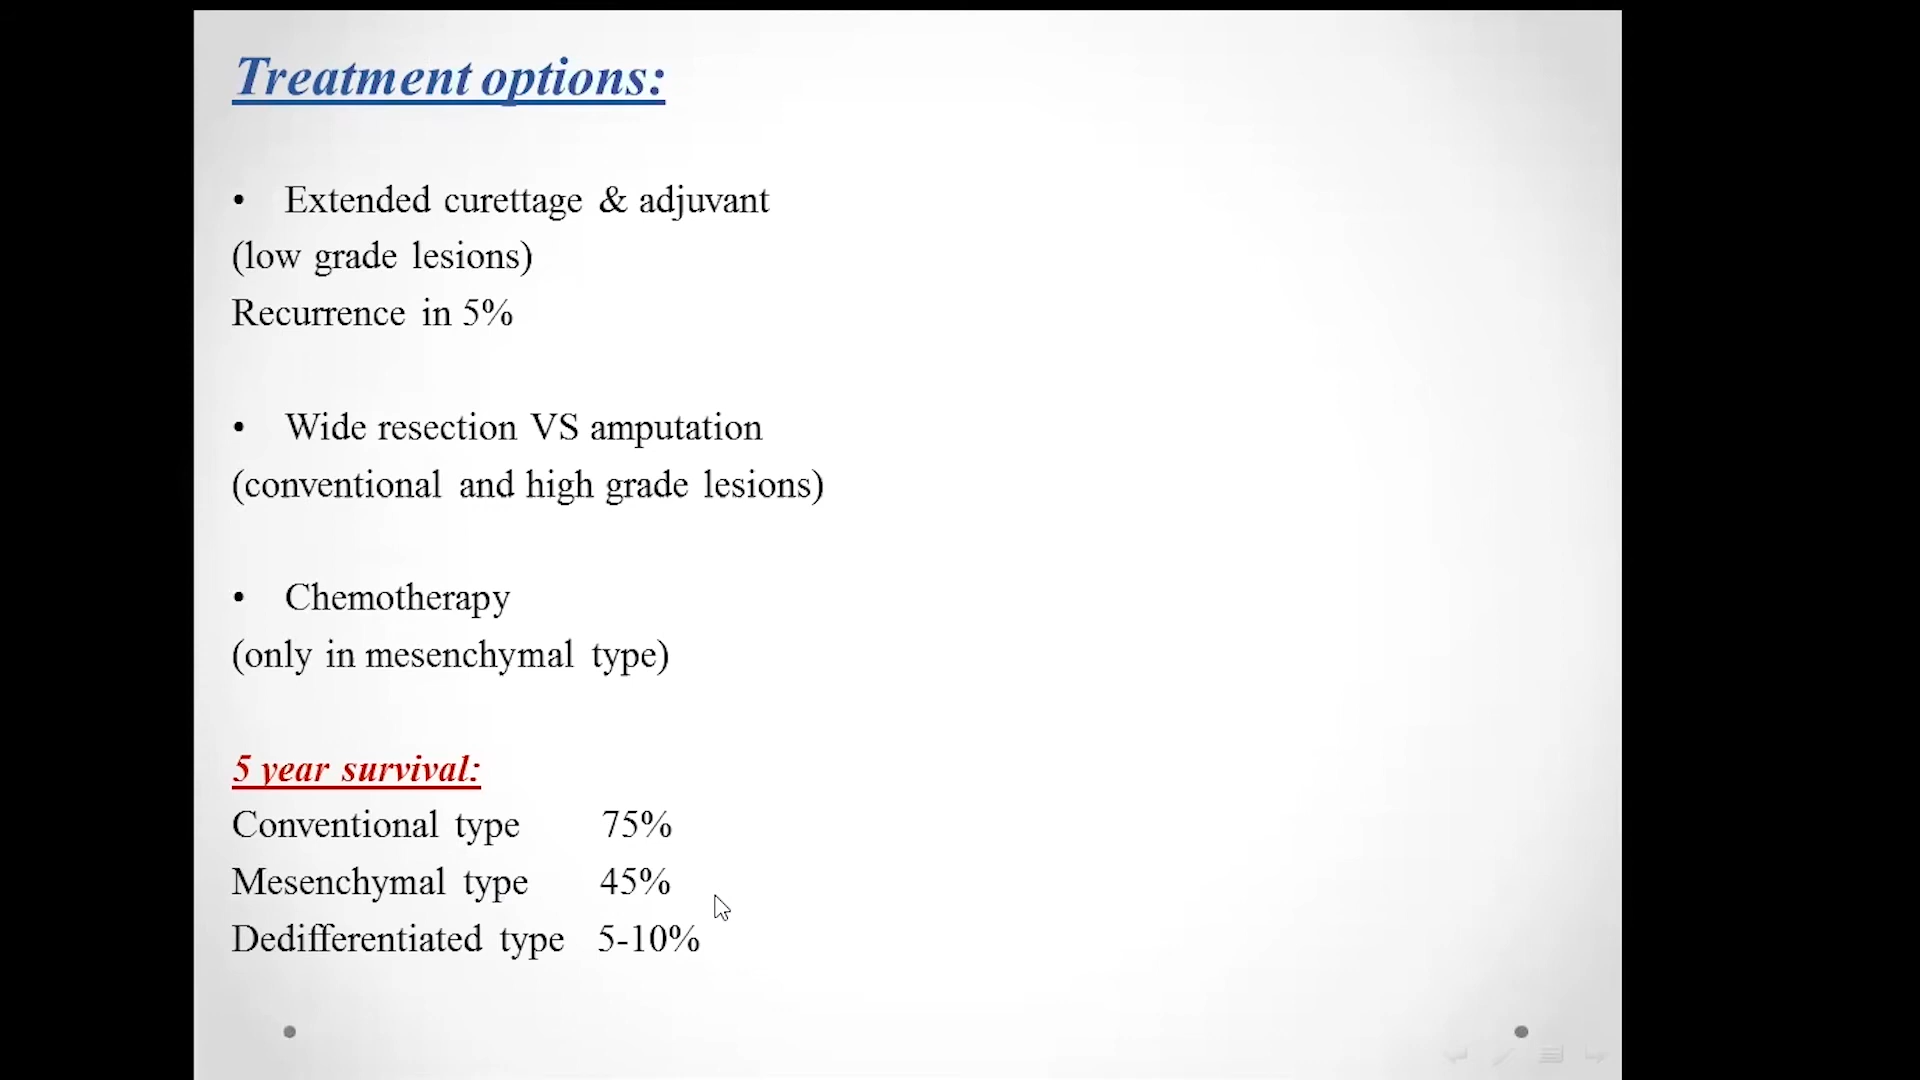 Treatment options:
• Extended curettage & adjuvant
(low grade lesions)
Recurrence in 5%
• Wide resection VS amputation
(conventional and high grade lesions)
• Chemotherapy
(only in mesenchymal type)
5 year survival:
Conventional type 75%
Mesenchymal type 45%
Dedifferentiated type 5-10%